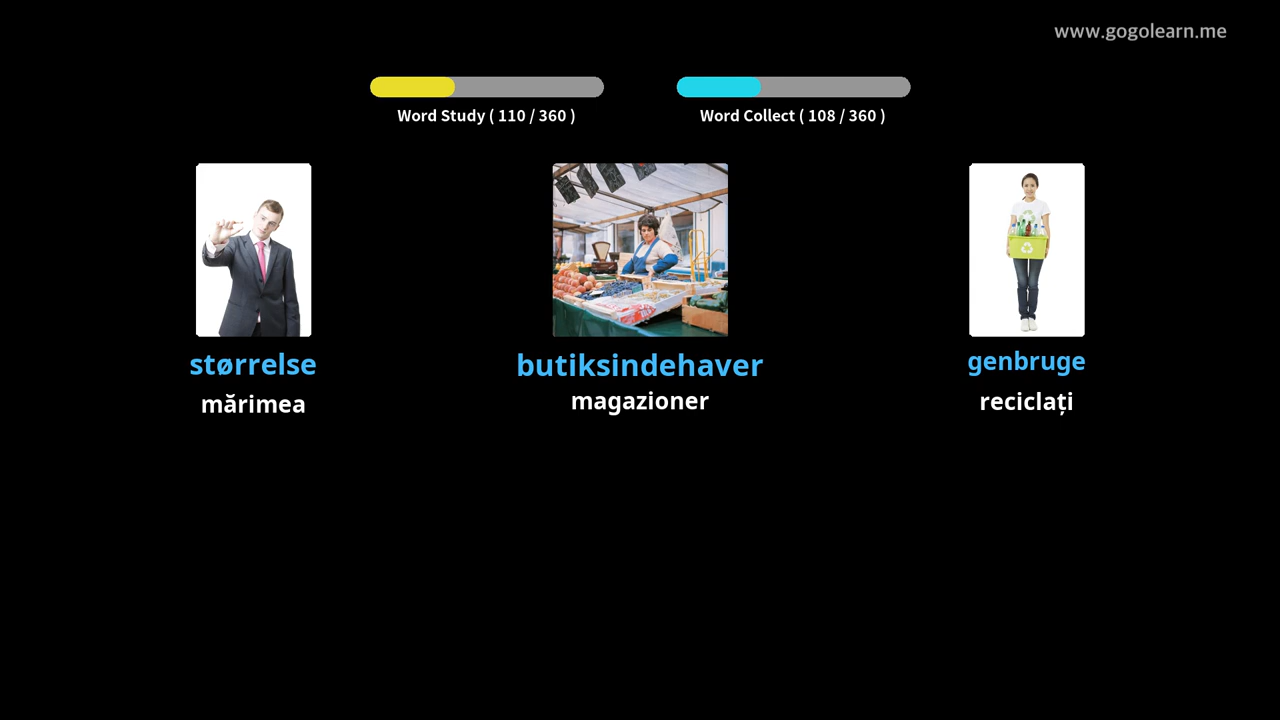 www.gogolearn.me
Word Study ( 110 / 360 )
Word Collect ( 108 / 360 )
størrelse
mărimea
butiksindehaver
magazioner
genbruge
reciclați